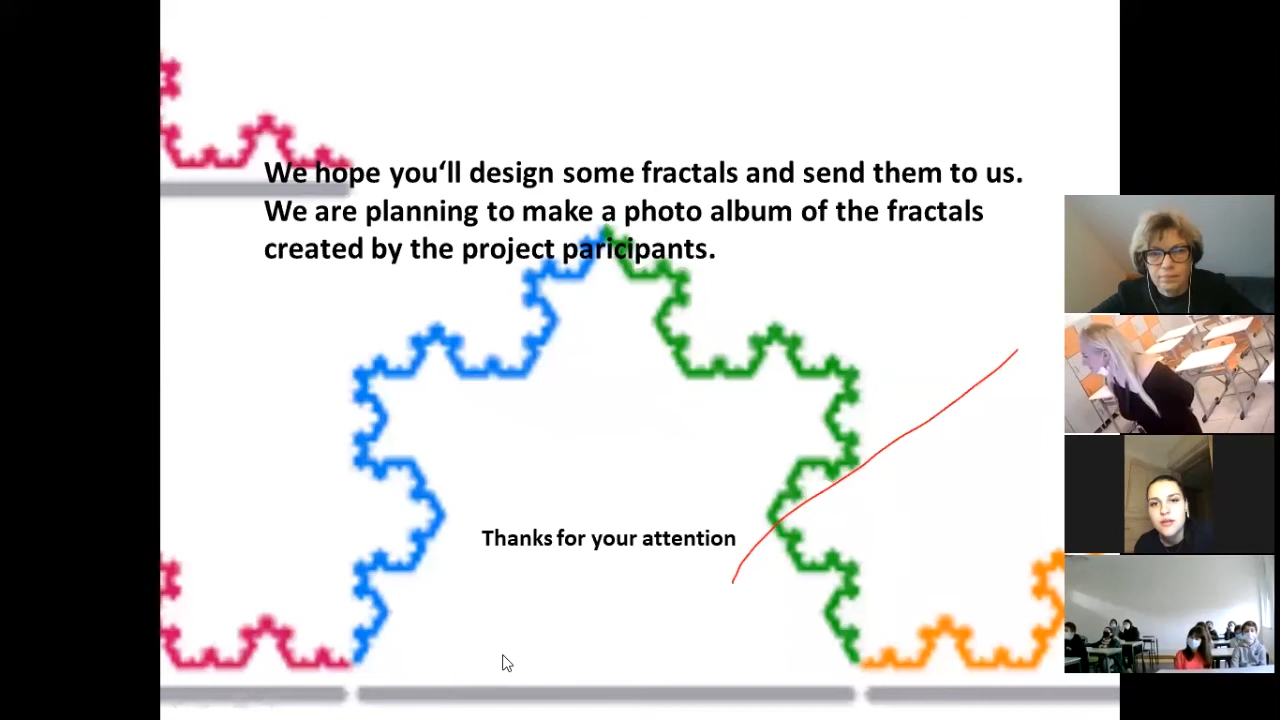 We hope you‘ll design some fractals and send them to us.
We are planning to make a photo album of the fractals
created by the project paricipants.
Thanks for your attention